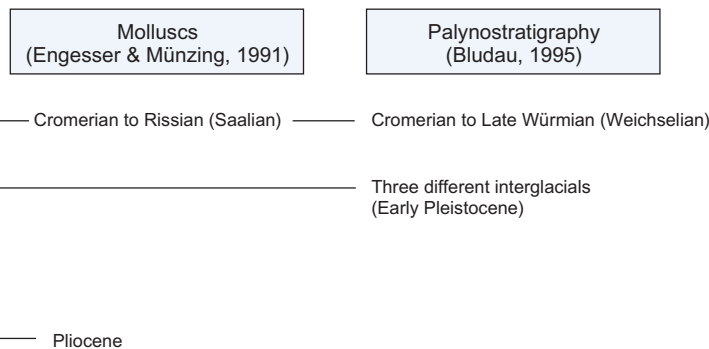 Molluscs
(Engesser & Münzing, 1991)
Palynostratigraphy
(Bludau, 1995)
Cromerian to Rissian (Saalian)
Cromerian to Late Würmian (Weichselian)
Three different interglacials
(Early Pleistocene)
Pliocene